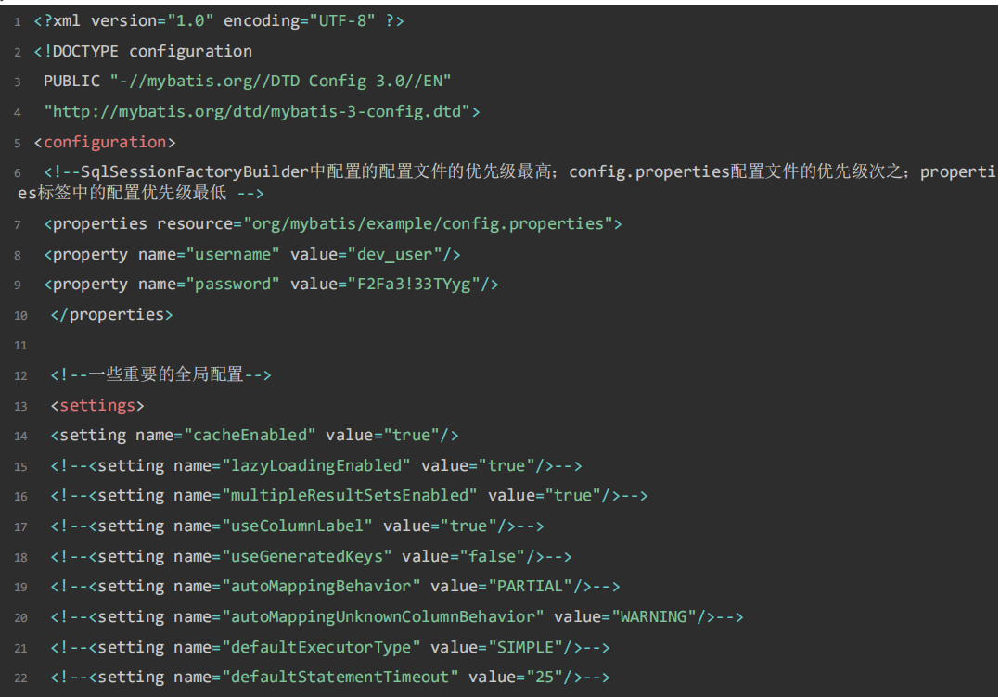 1 <?xml version="1.0" encoding="UTF-8" ?>
2 <!DOCTYPE configuration
3 PUBLIC "-//mybatis.org//DTD Config 3.0//EN"
4 "http://mybatis.org/dtd/mybatis-3-config.dtd">
5 <configuration>
6 <!--SqlSessionFactoryBuilder中配置的配置文件的优先级最高；config.properties配置文件的优先级次之；properti
es标签中的配置优先级最低 -->
7 <properties resource="org/mybatis/example/config.properties">
8 <property name="username" value="dev_user"/>
9 <property name="password" value="F2Fa3!33TYyg"/>
10 </properties>
11
12 <!--一些重要的全局配置-->
13 <settings>
14 <setting name="cacheEnabled" value="true"/>
15 <!--<setting name="lazyLoadingEnabled" value="true"/>-->
16 <!--<setting name="multipleResultSetsEnabled" value="true"/>-->
17 <!--<setting name="useColumnLabel" value="true"/>-->
18 <!--<setting name="useGeneratedKeys" value="false"/>-->
19 <!--<setting name="autoMappingBehavior" value="PARTIAL"/>-->
20 <!--<setting name="autoMappingUnknownColumnBehavior" value="WARNING"/>-->
21 <!--<setting name="defaultExecutorType" value="SIMPLE"/>-->
22 <!--<setting name="defaultStatementTimeout" value="25"/>-->